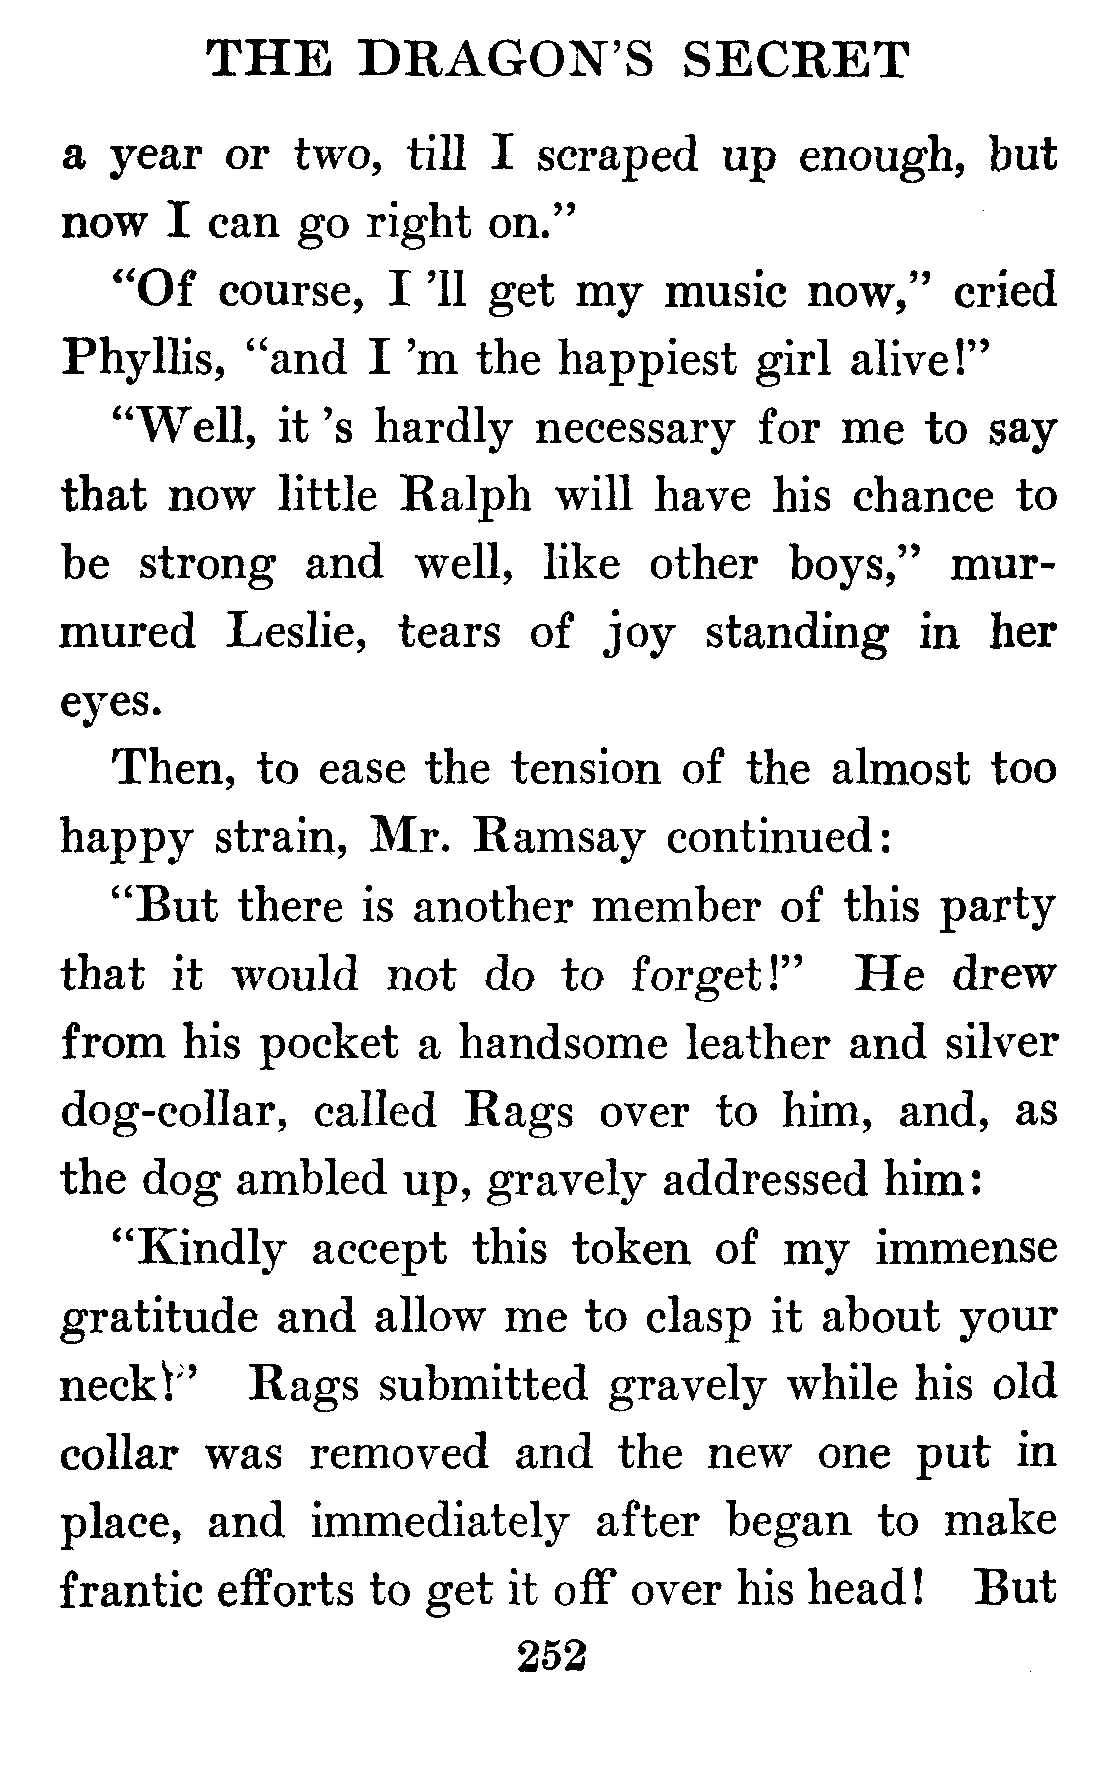 THE DRAGON'S SECRET
a year or two, till I scraped up enough, but
now I can go right on."
"Of course, I 'll get my music now," cried
Phyllis, "and I 'm the happiest girl alive!"
"Well, it 's hardly necessary for me to say
that now little Ralph will have his chance to
be strong and well, like other boys," mur-
mured Leslie, tears of joy standing in her
eyes.
Then, to ease the tension of the almost too
happy strain, Mr. Ramsay continued:
"But there is another member of this party
that it would not do to forget!" He drew
from his pocket a handsome leather and silver
dog-collar, called Rags over to him, and, as
the dog ambled up, gravely addressed him:
"Kindly accept this token of my immense
gratitude and allow me to clasp it about your
neck!" Rags submitted gravely while his old
collar was removed and the new one put in
place, and immediately after began to make
frantic efforts to get it off over his head! But
252